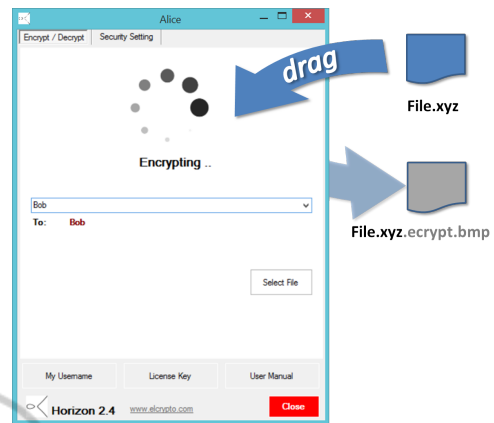 Alice
Encrypt / Decrypt Security Setting
drag
File.xyz
Encrypting ..
Bob
To: Bob
File.xyz.ecrypt.bmp
Select File
My Username License Key User Manual
Horizon 2.4 www.elcrypto.com Close